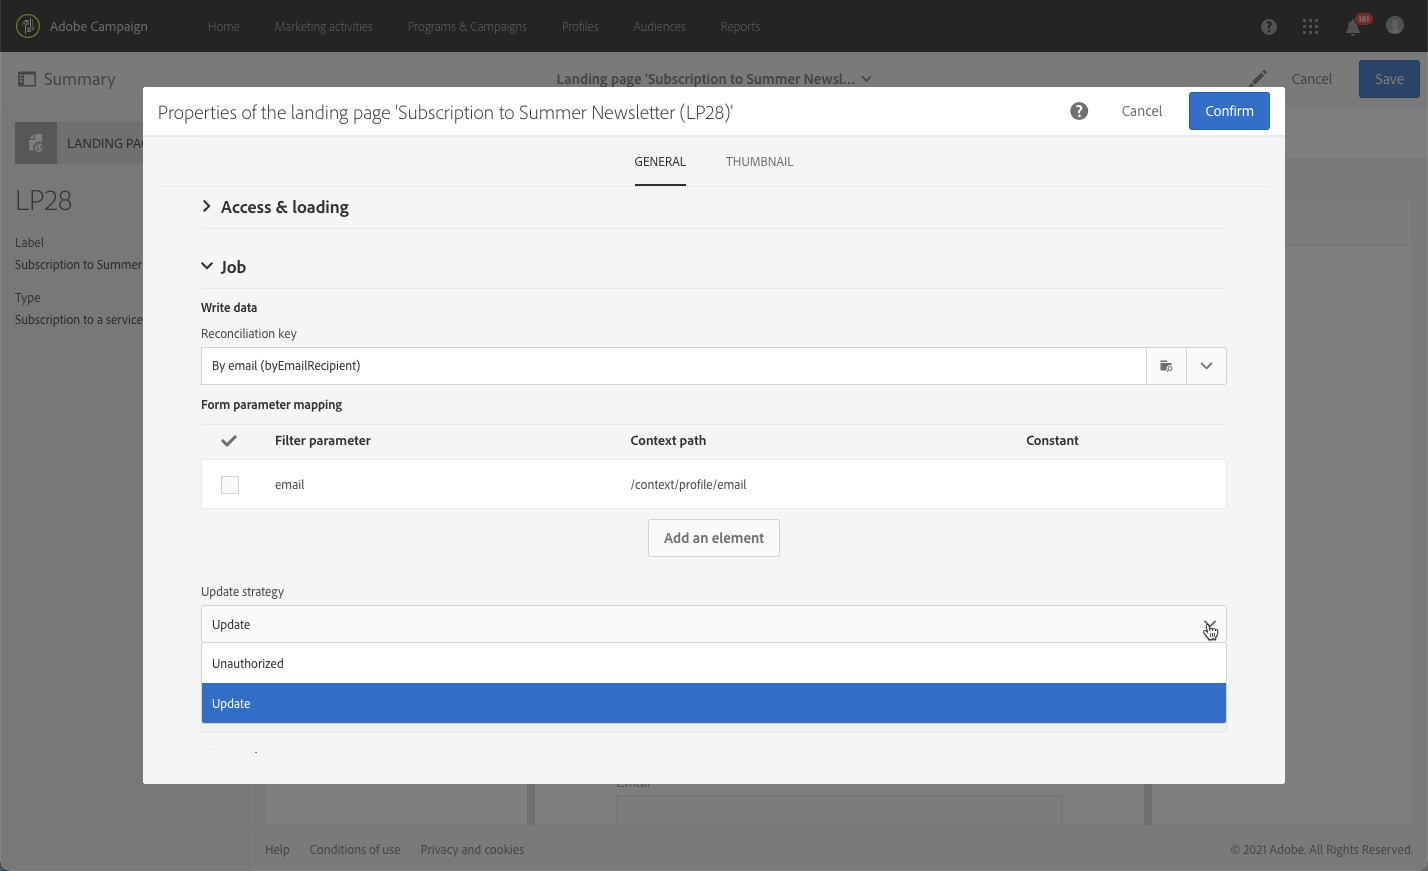 Adobe Campaign Home Marketing activities Programs & Campaigns Profiles Audiences Reports 181
Summary Landing page 'Subscription to Summer Newsl... Cancel Save
Properties of the landing page 'Subscription to Summer Newsletter (LP28)' Cancel Confirm
LANDING PA
GENERAL THUMBNAIL
LP28
Access & loading
Label
Subscription to Summer
Job
Type
Subscription to a service
Write data
Reconciliation key
By email (byEmailRecipient)
Form parameter mapping
Filter parameter Context path Constant
email /context/profile/email
Add an element
Update strategy
Update
Unauthorized
Update
Email
Help Conditions of use Privacy and cookies © 2021 Adobe. All Rights Reserved.